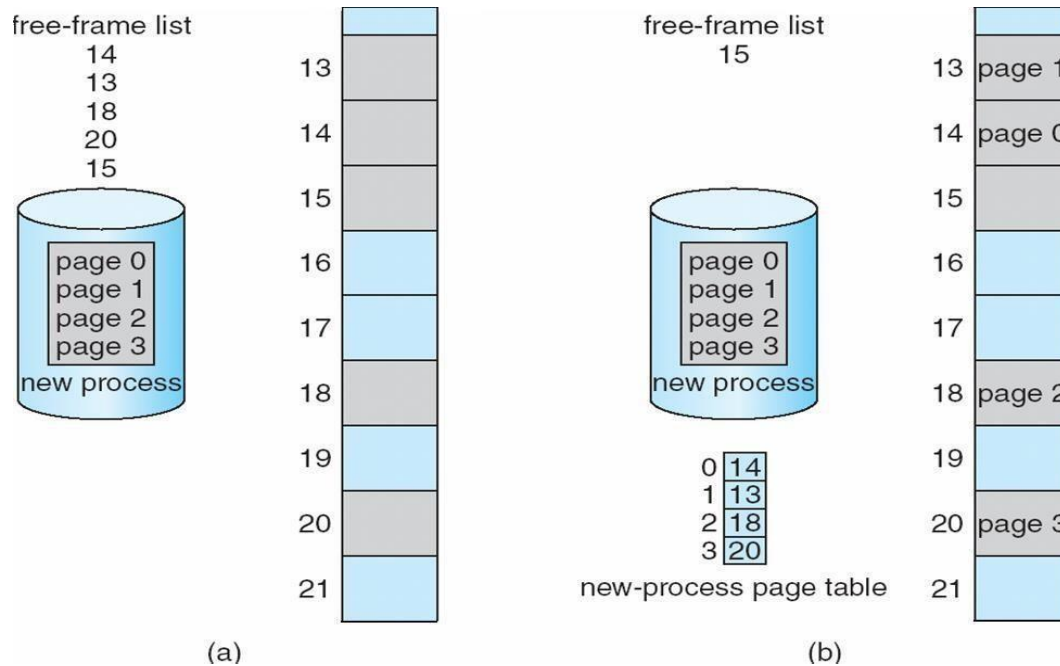 free-frame list
14
13
18
20
15
page 0
page 1
page 2
page 3
new process
13
14
15
16
17
18
19
20
21
(a)
free-frame list
15
page 0
page 1
page 2
page 3
new process
0 14
1 13
2 18
3 20
new-process page table
13 page 1
14 page 0
15
16
17
18 page 2
19
20 page 3
21
(b)